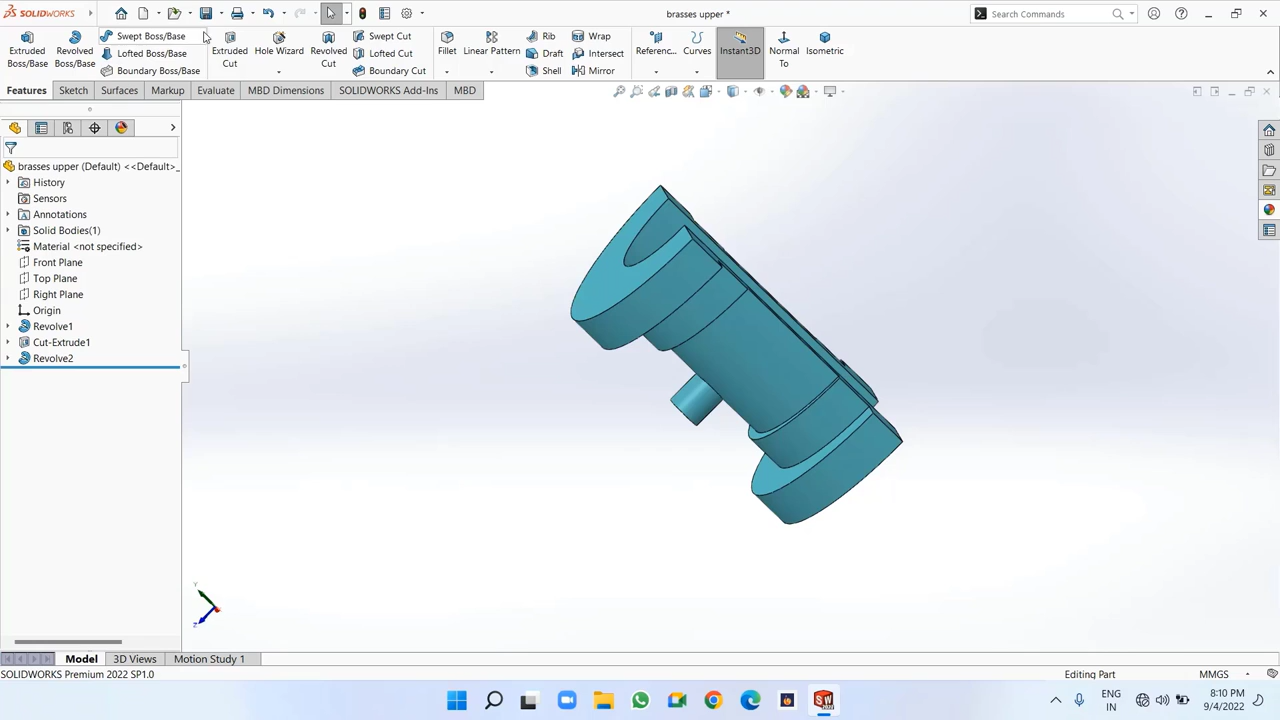 SOLIDWORKS
brasses upper *
Search Commands
Extruded Boss/Base
Revolved Boss/Base
Swept Boss/Base
Lofted Boss/Base
Boundary Boss/Base
Extruded Cut
Hole Wizard
Revolved Cut
Swept Cut
Lofted Cut
Boundary Cut
Fillet
Linear Pattern
Rib
Draft
Shell
Wrap
Intersect
Mirror
Referenc...
Curves
Instant3D
Normal To
Isometric
Features
Sketch
Surfaces
Markup
Evaluate
MBD Dimensions
SOLIDWORKS Add-Ins
MBD
brasses upper (Default) <<Default>_
History
Sensors
Annotations
Solid Bodies(1)
Material <not specified>
Front Plane
Top Plane
Right Plane
Origin
Revolve1
Cut-Extrude1
Revolve2
Y
Z
Model
3D Views
Motion Study 1
SOLIDWORKS Premium 2022 SP1.0
Editing Part
MMGS
ENG
IN
8:10 PM
9/4/2022